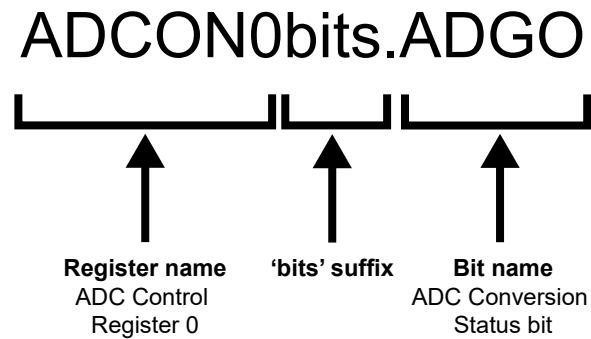 ADCON0bits.ADGO
Register name
ADC Control
Register 0
‘bits’ suffix
Bit name
ADC Conversion
Status bit